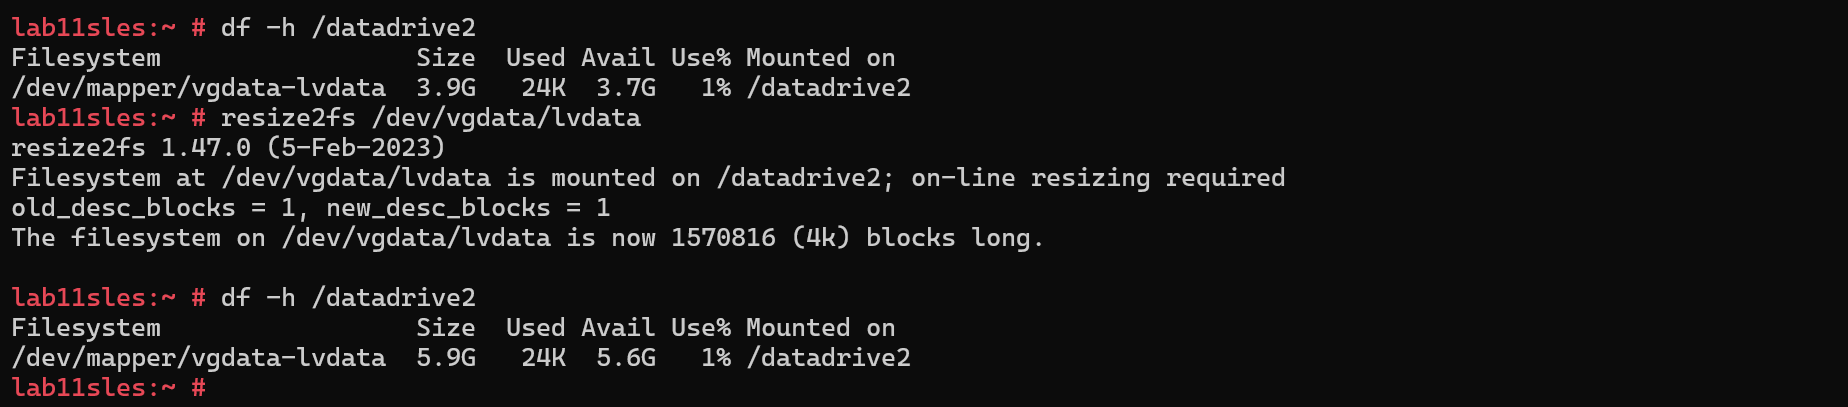 lab11sles:~ # df -h /datadrive2
Filesystem                 Size  Used Avail Use% Mounted on
/dev/mapper/vgdata-lvdata  3.9G   24K  3.7G   1% /datadrive2
lab11sles:~ # resize2fs /dev/vgdata/lvdata
resize2fs 1.47.0 (5-Feb-2023)
Filesystem at /dev/vgdata/lvdata is mounted on /datadrive2; on-line resizing required
old_desc_blocks = 1, new_desc_blocks = 1
The filesystem on /dev/vgdata/lvdata is now 1570816 (4k) blocks long.
lab11sles:~ # df -h /datadrive2
Filesystem                 Size  Used Avail Use% Mounted on
/dev/mapper/vgdata-lvdata  5.9G   24K  5.6G   1% /datadrive2
lab11sles:~ #